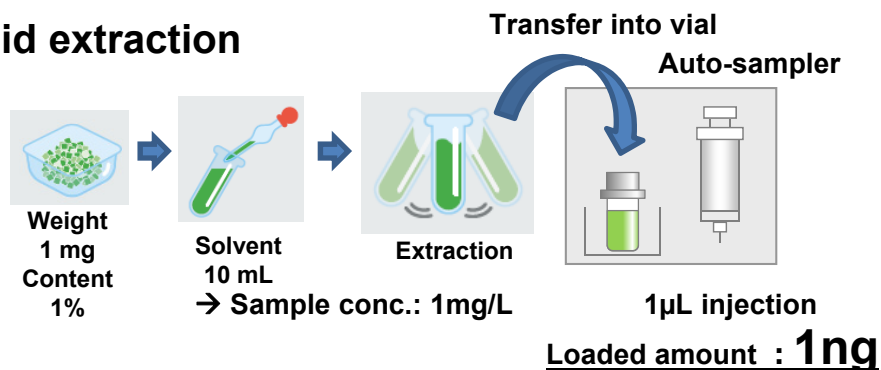 id extraction
Transfer into vial
Auto-sampler
Weight
1 mg
Content
1%
Solvent
10 mL
Extraction
→ Sample conc.: 1mg/L
1µL injection
Loaded amount : 1ng